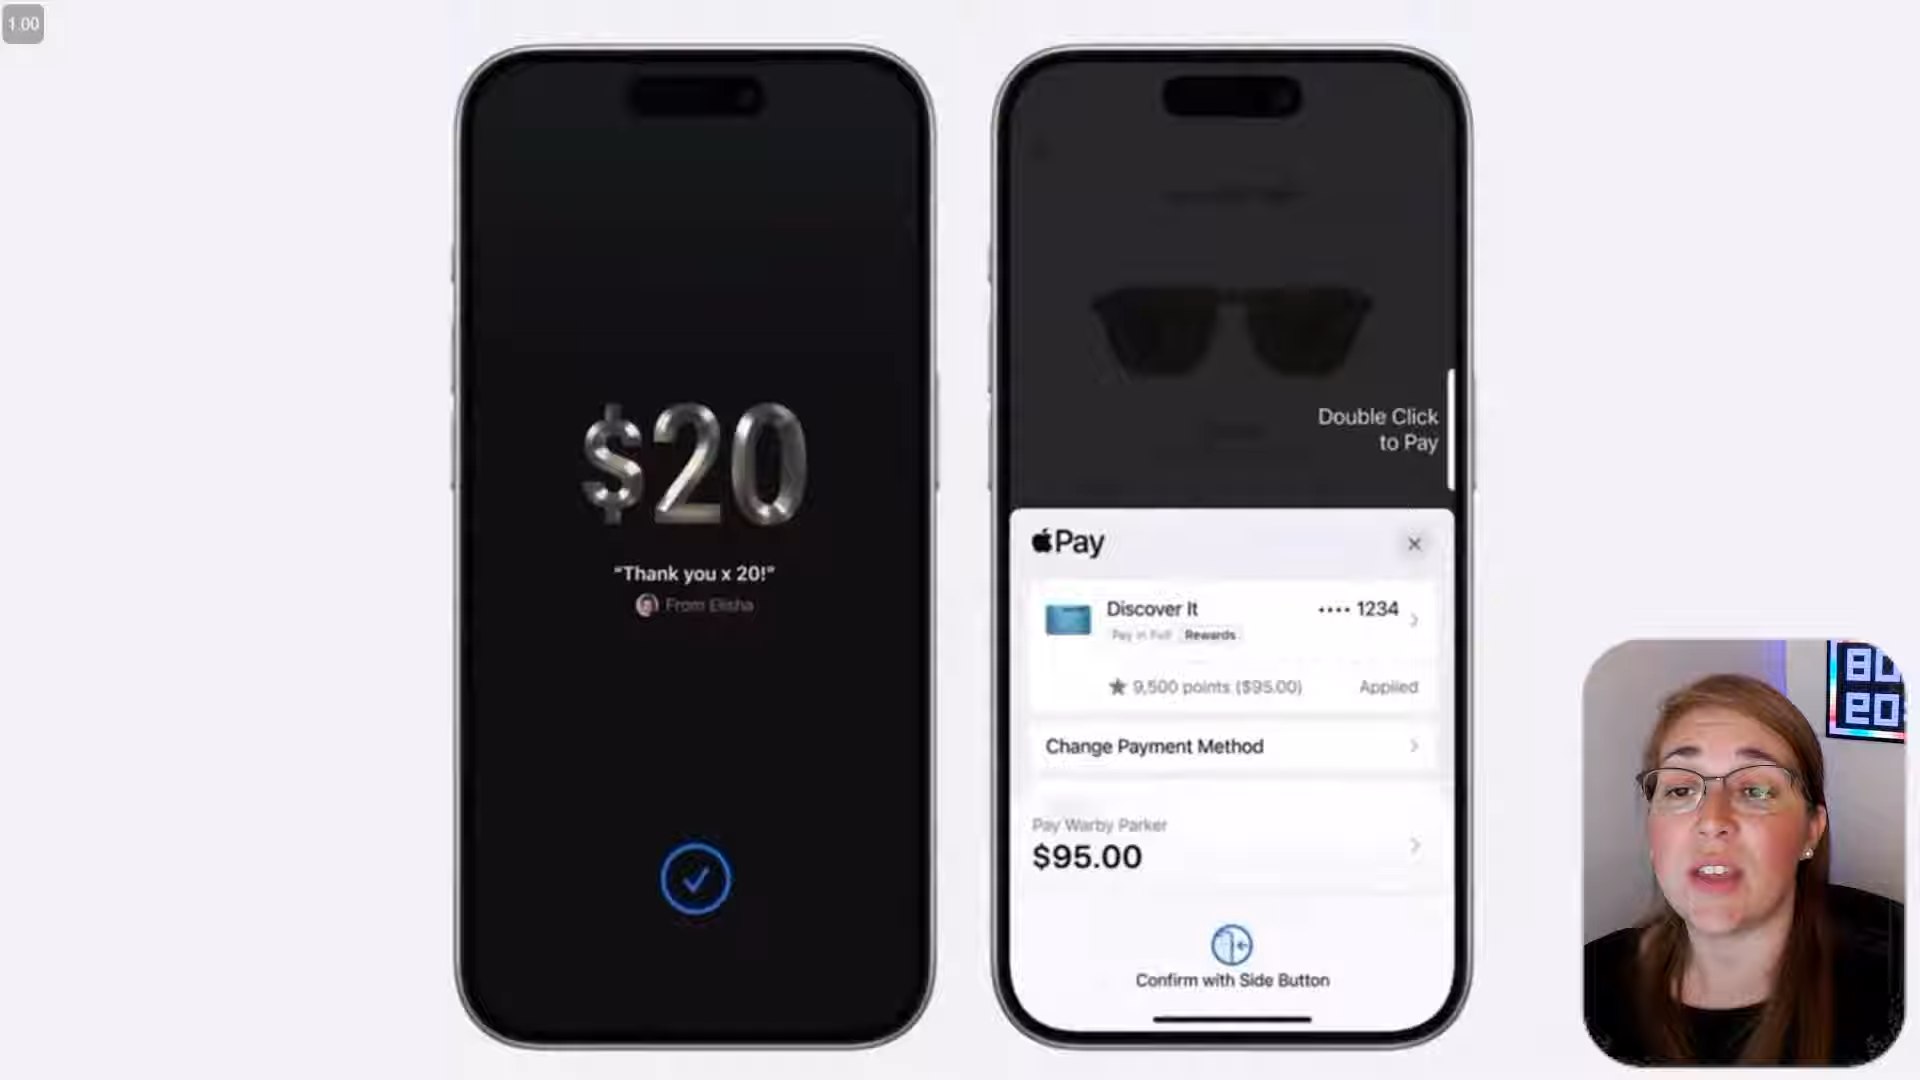 1.00
$20
“Thank you x 20!”
From Elisha
Double Click
to Pay
Pay
Discover It
•••• 1234
Pay in Full
Rewards
★ 9,500 points ($95.00)
Applied
Change Payment Method
Pay Warby Parker
$95.00
Confirm with Side Button
80